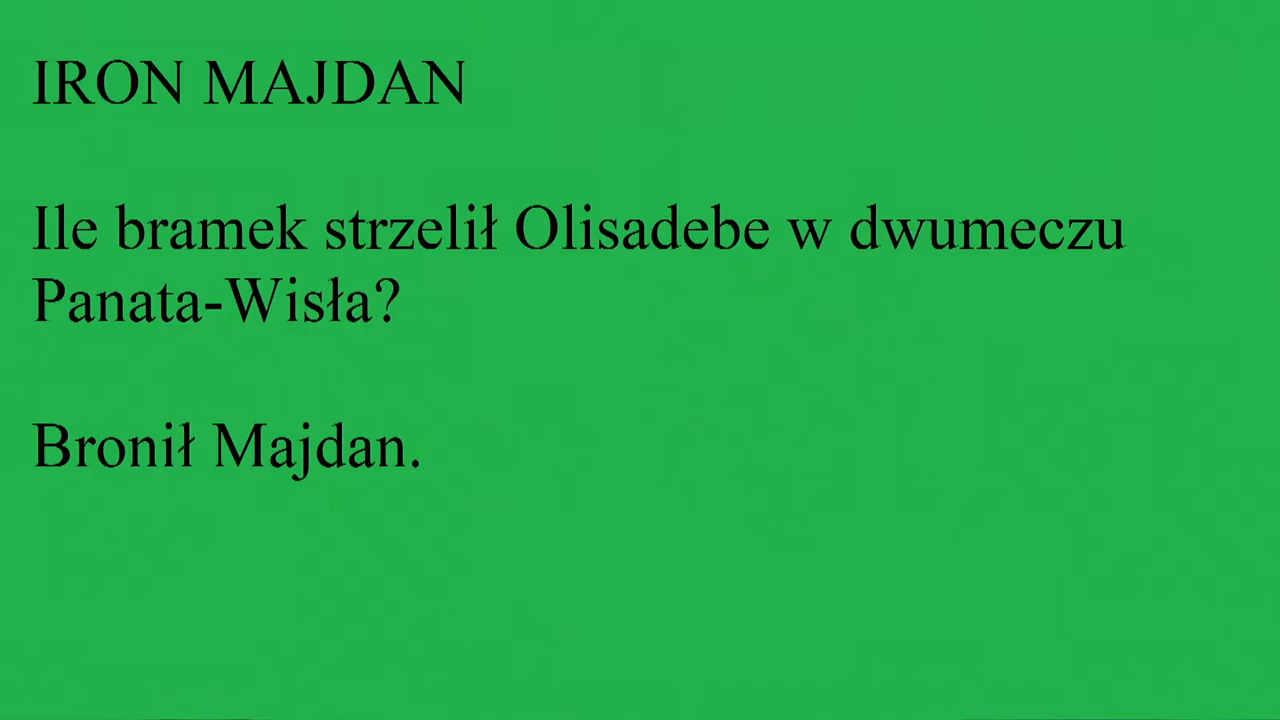 IRON MAJDAN
Ile bramek strzelił Olisadebe w dwumeczu
Panata-Wisła?
Bronił Majdan.